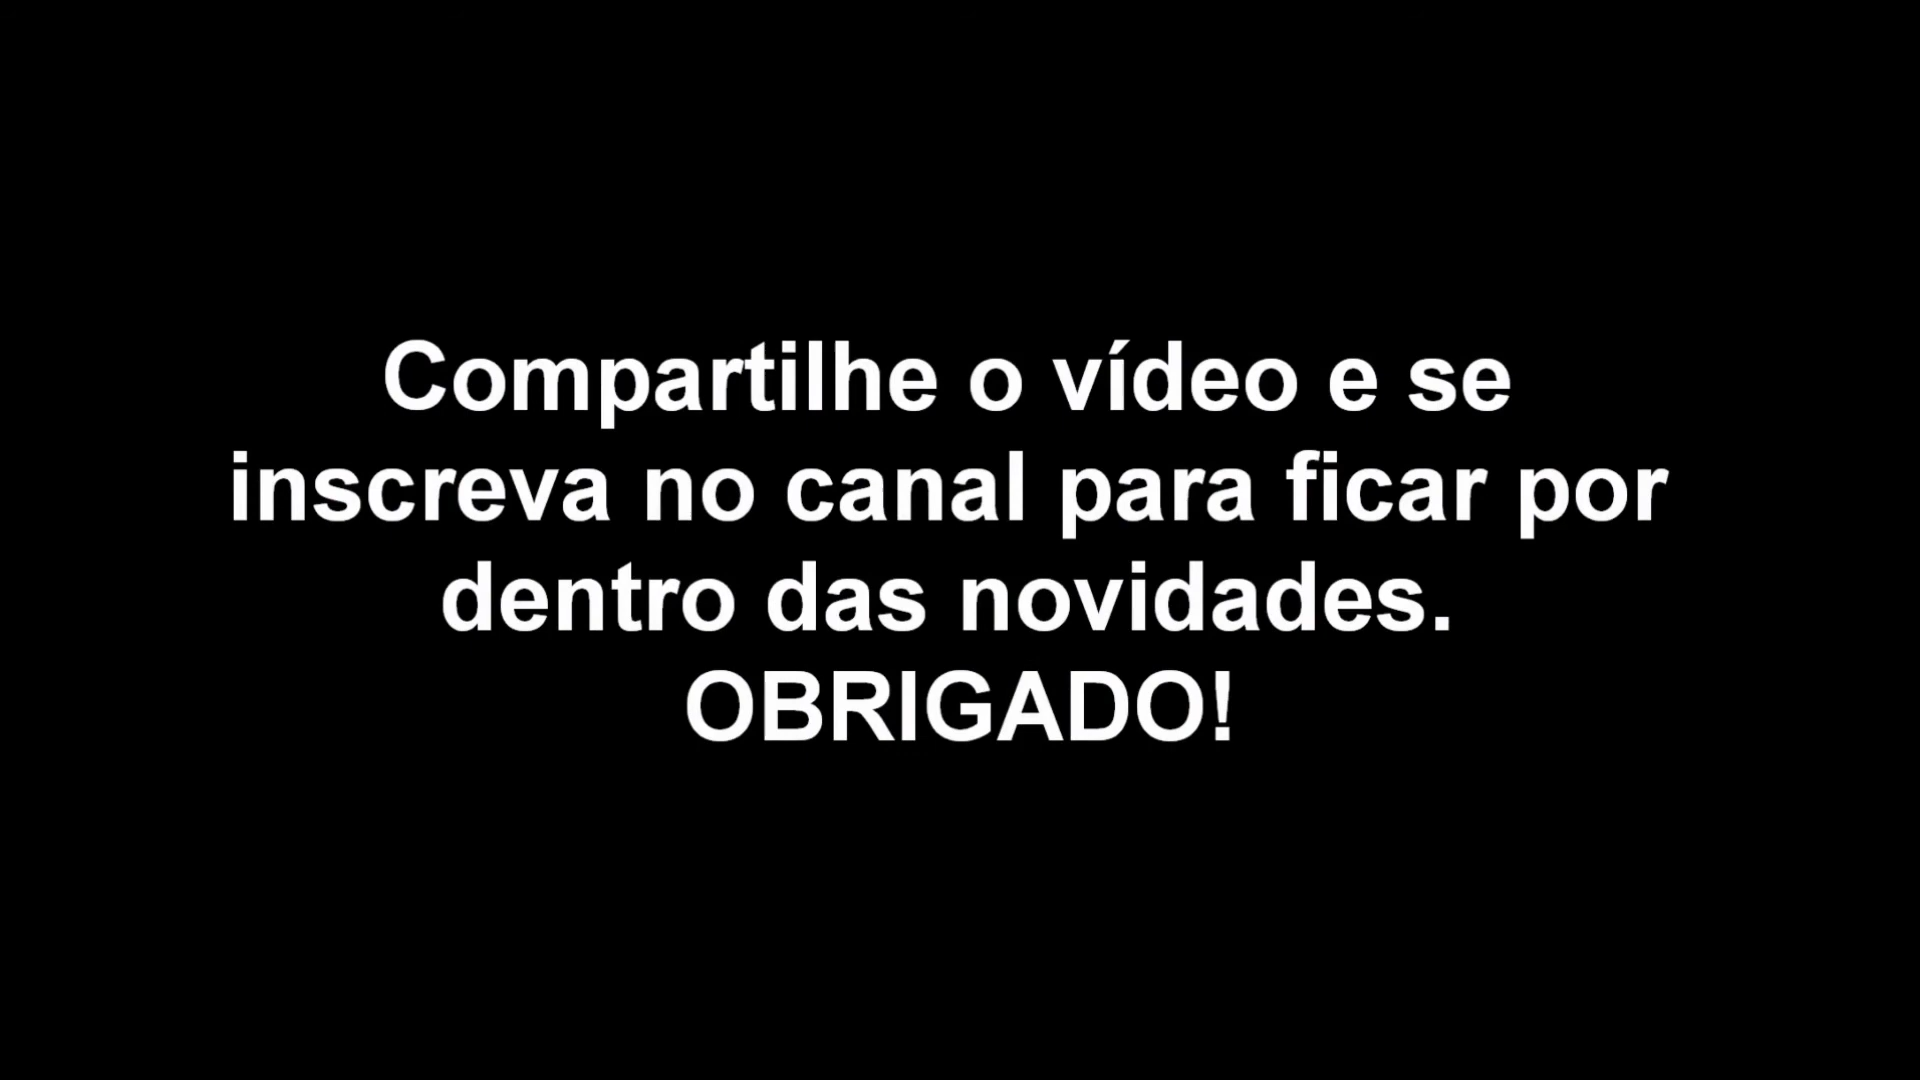 Compartilhe o vídeo e se
inscreva no canal para ficar por
dentro das novidades.
OBRIGADO!